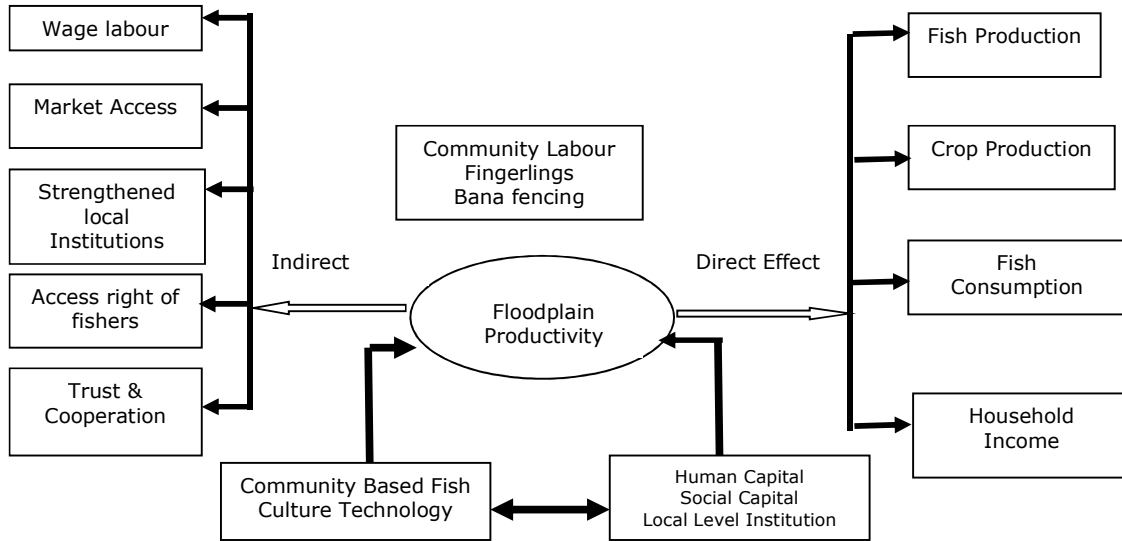 Wage labour
Market Access
Strengthened
local
Institutions
Access right of
fishers
Trust &
Cooperation
Indirect
Community Labour
Fingerlings
Bana fencing
Floodplain
Productivity
Direct Effect
Fish Production
Crop Production
Fish
Consumption
Household
Income
Community Based Fish
Culture Technology
Human Capital
Social Capital
Local Level Institution